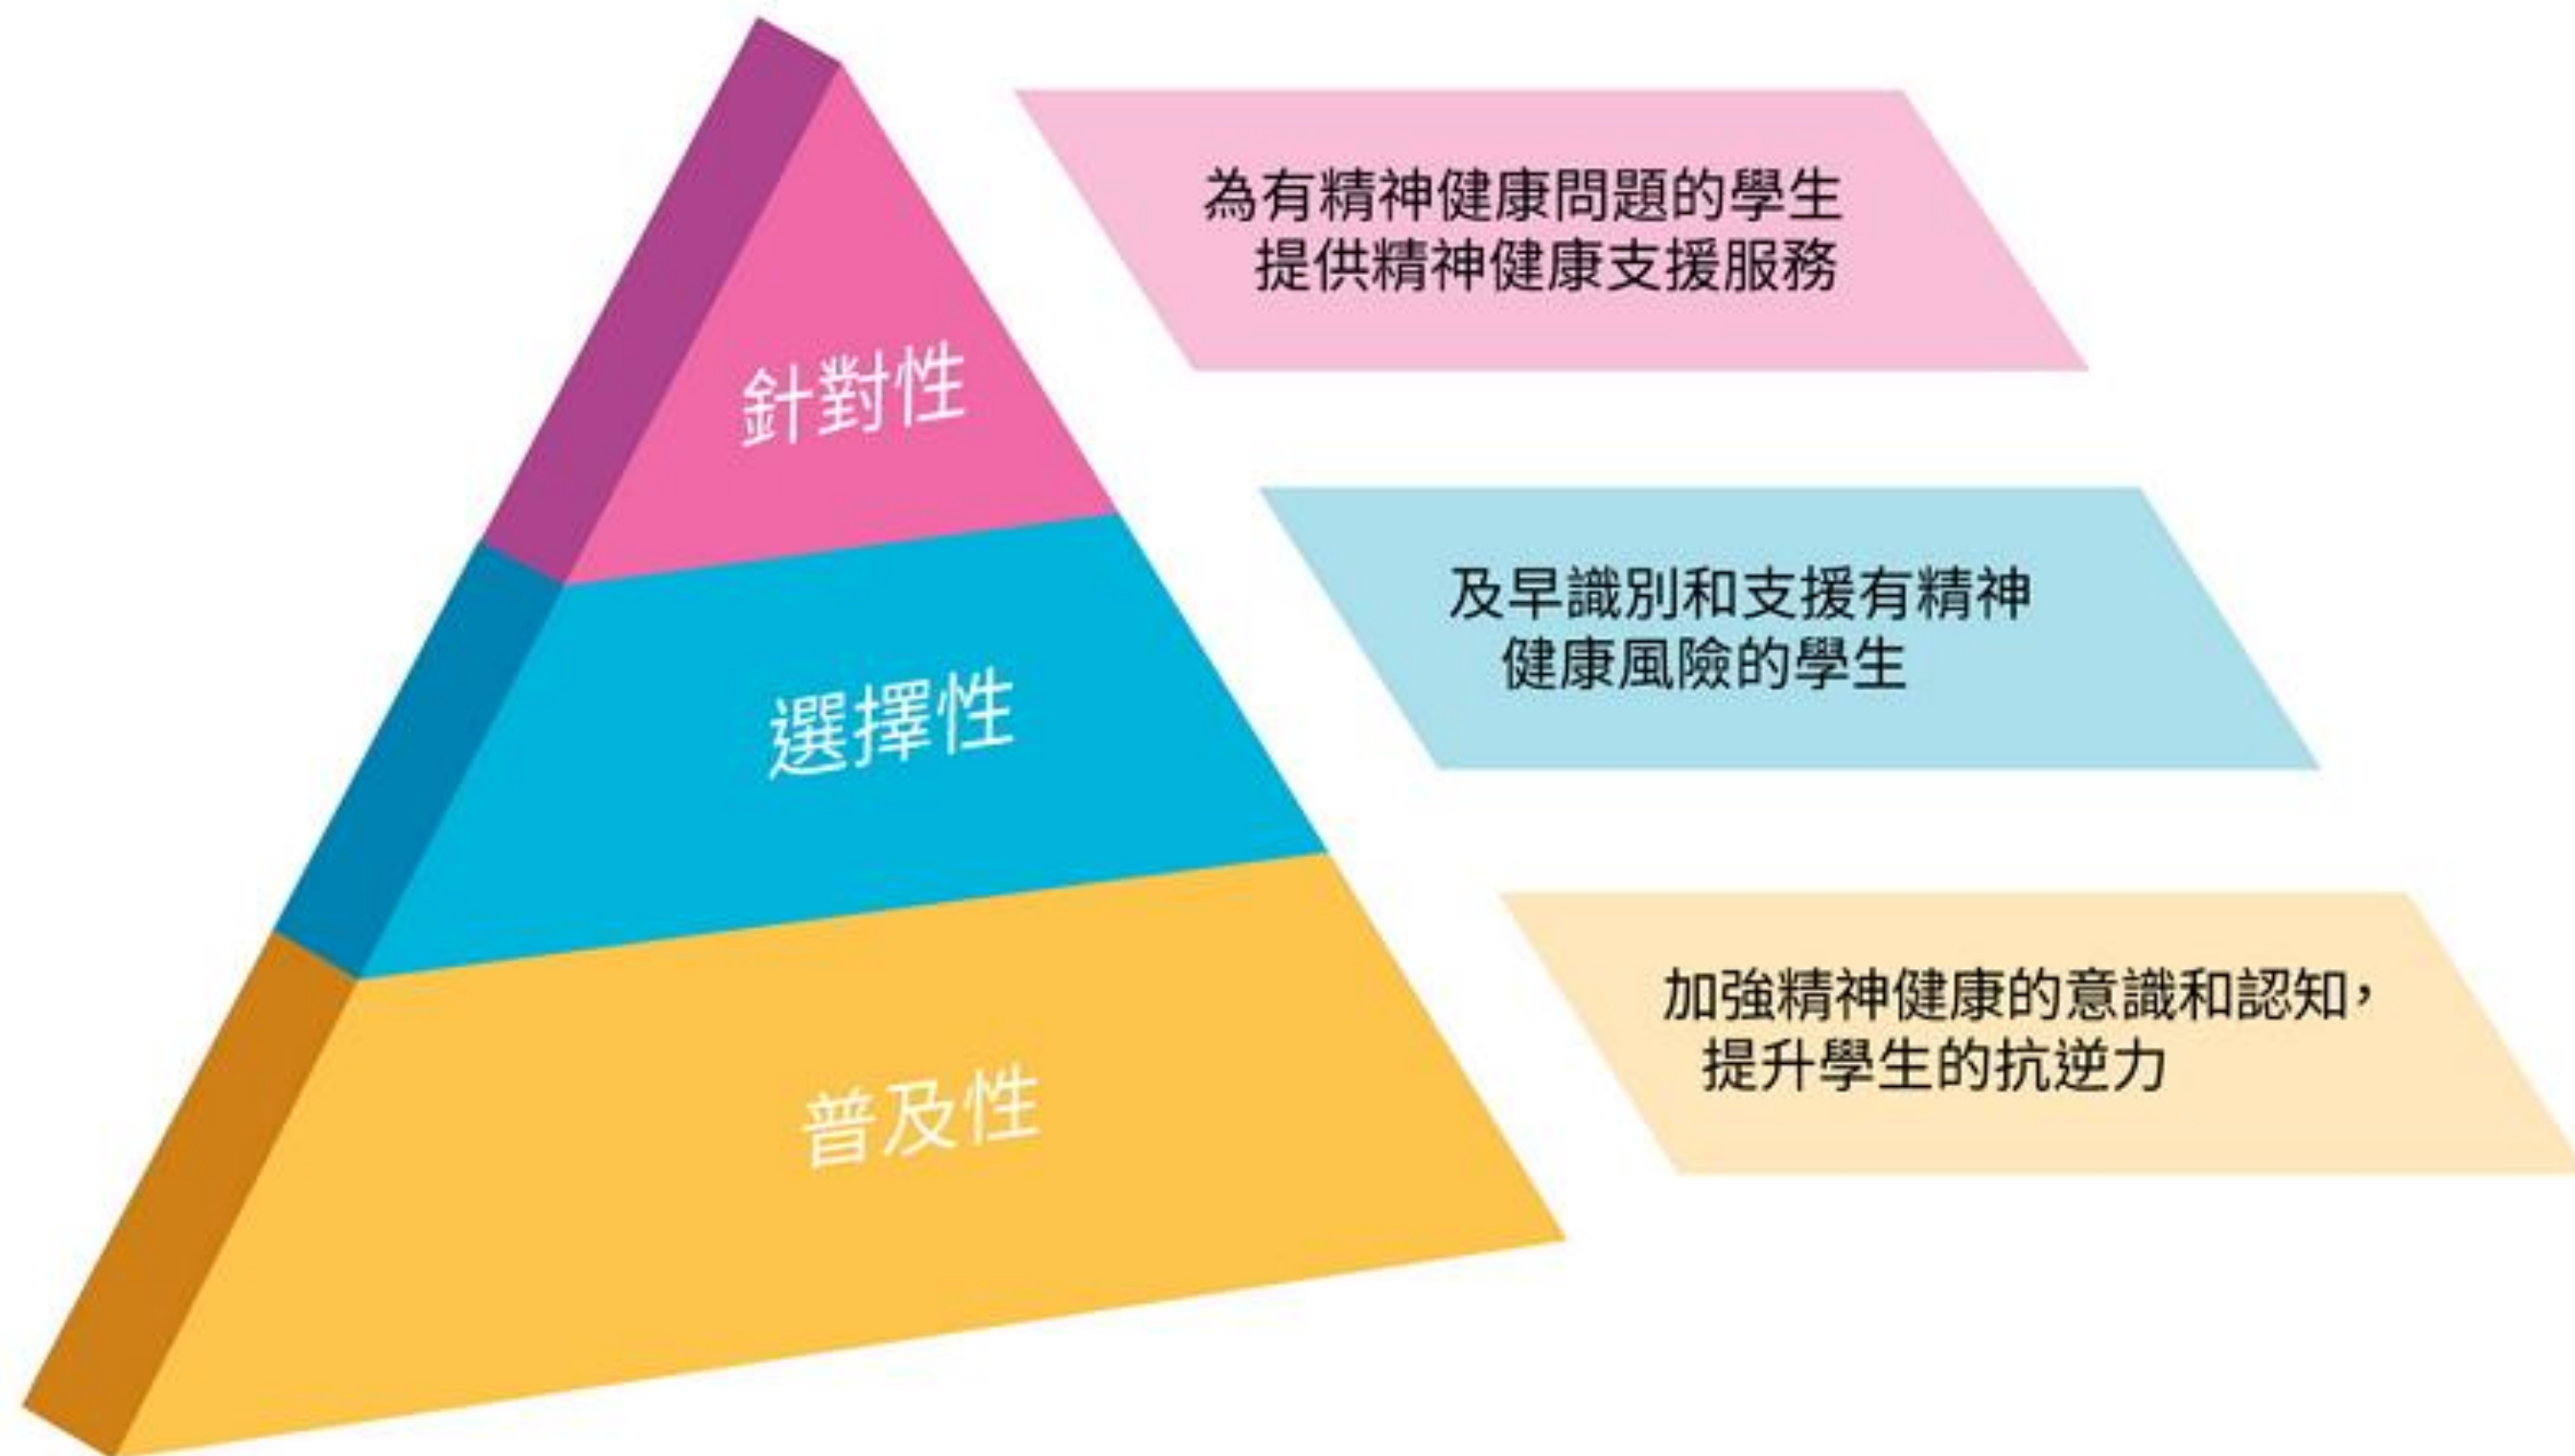 為有精神健康問題的學生
提供精神健康支援服務
針對性
及早識別和支援有精神
健康風險的學生
選擇性
加強精神健康的意識和認知，
提升學生的抗逆力
普及性